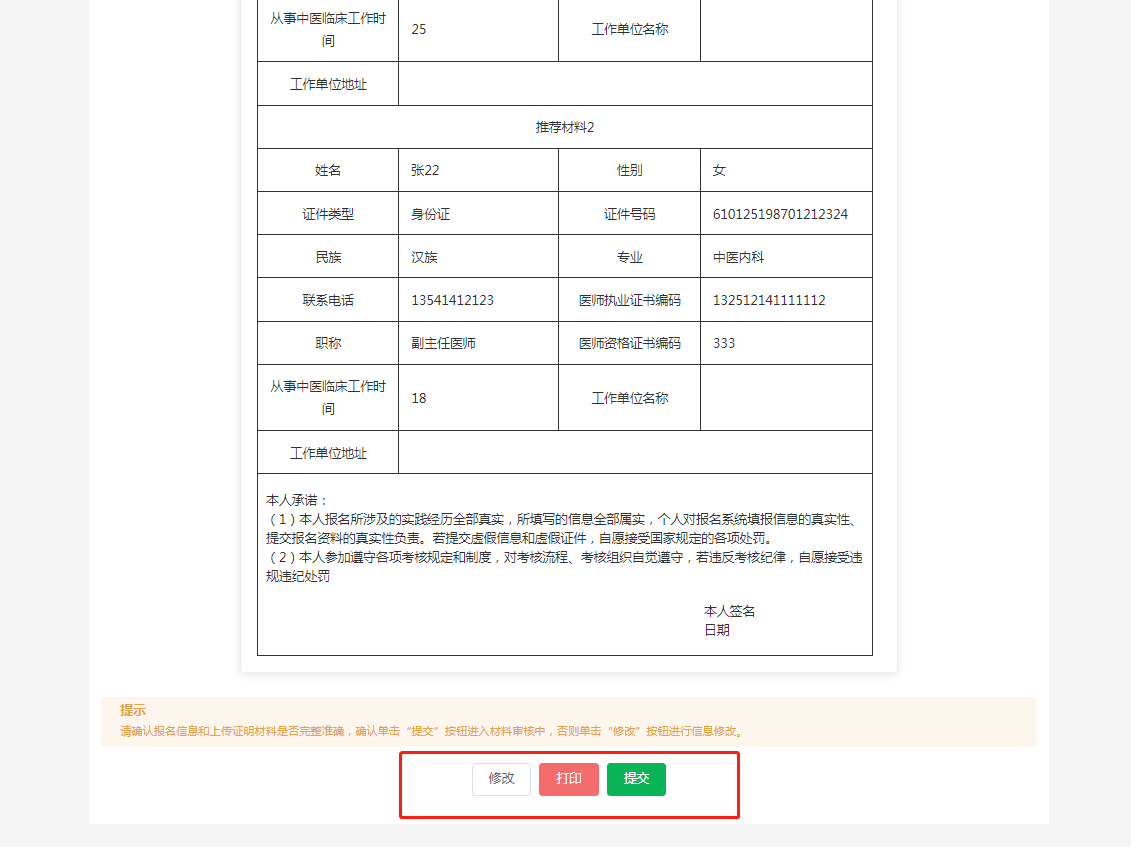 从事中医临床工作时
间
25
工作单位名称
工作单位地址
推荐材料2
姓名
张22
性别
女
证件类型
身份证
证件号码
610125198701212324
民族
汉族
专业
中医内科
联系电话
13541412123
医师执业证书编码
132512141111112
职称
副主任医师
医师资格证书编码
333
从事中医临床工作时
间
18
工作单位名称
工作单位地址
本人承诺：
（1）本人报名所涉及的实践经历全部真实，所填写的信息全部属实，个人对报名系统填报信息的真实性、
提交报名资料的真实性负责。若提交虚假信息和虚假证件，自愿接受国家规定的各项处罚。
（2）本人参加遵守各项考核规定和制度，对考核流程、考核组织自觉遵守，若违反考核纪律，自愿接受违
规违纪处罚
本人签名
日期
提示
请确认报名信息和上传证明材料是否完整准确，确认单击“提交”按钮进入材料审核中，否则单击“修改”按钮进行信息修改。
修改
打印
提交